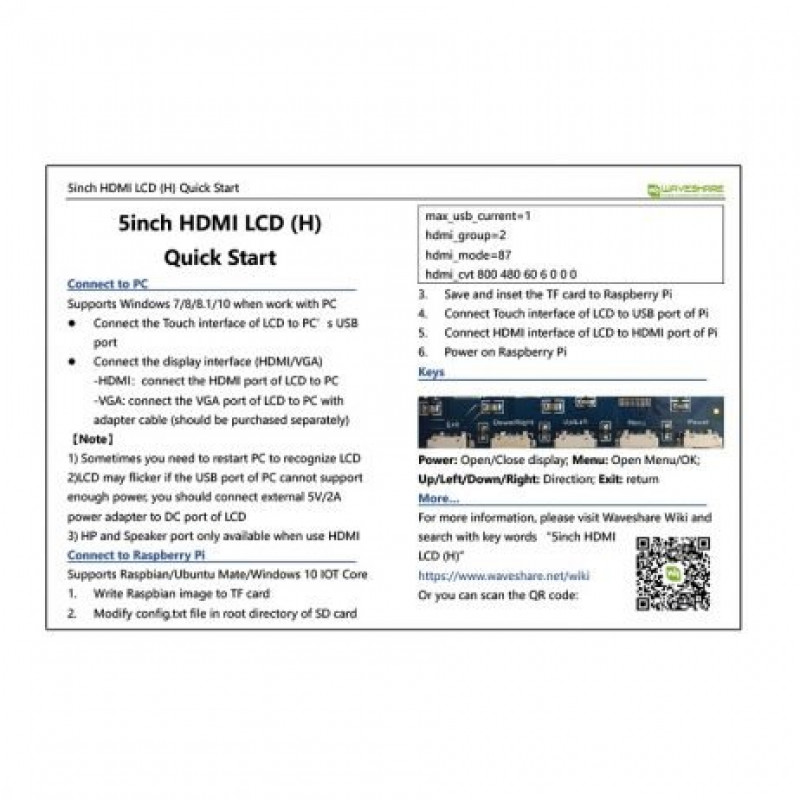 5inch HDMI LCD (H) Quick Start
WAVESHARE
5inch HDMI LCD (H)
Quick Start
Connect to PC
Supports Windows 7/8/8.1/10 when work with PC
● Connect the Touch interface of LCD to PC’s USB
port
● Connect the display interface (HDMI/VGA)
-HDMI: connect the HDMI port of LCD to PC
-VGA: connect the VGA port of LCD to PC with
adapter cable (should be purchased separately)
【Note】
1) Sometimes you need to restart PC to recognize LCD
2)LCD may flicker if the USB port of PC cannot support
enough power, you should connect external 5V/2A
power adapter to DC port of LCD
3) HP and Speaker port only available when use HDMI
Connect to Raspberry Pi
Supports Raspbian/Ubuntu Mate/Windows 10 IOT Core
1. Write Raspbian image to TF card
2. Modify config.txt file in root directory of SD card
max_usb_current=1
hdmi_group=2
hdmi_mode=87
hdmi_cvt 800 480 60 6 0 0 0
3. Save and inset the TF card to Raspberry Pi
4. Connect Touch interface of LCD to USB port of Pi
5. Connect HDMI interface of LCD to HDMI port of Pi
6. Power on Raspberry Pi
Keys
Exit Down/Right Up/Left Menu Power
Power: Open/Close display; Menu: Open Menu/OK;
Up/Left/Down/Right: Direction; Exit: return
More...
For more information, please visit Waveshare Wiki and
search with key words “5inch HDMI
LCD (H)”
https://www.waveshare.net/wiki
Or you can scan the QR code: